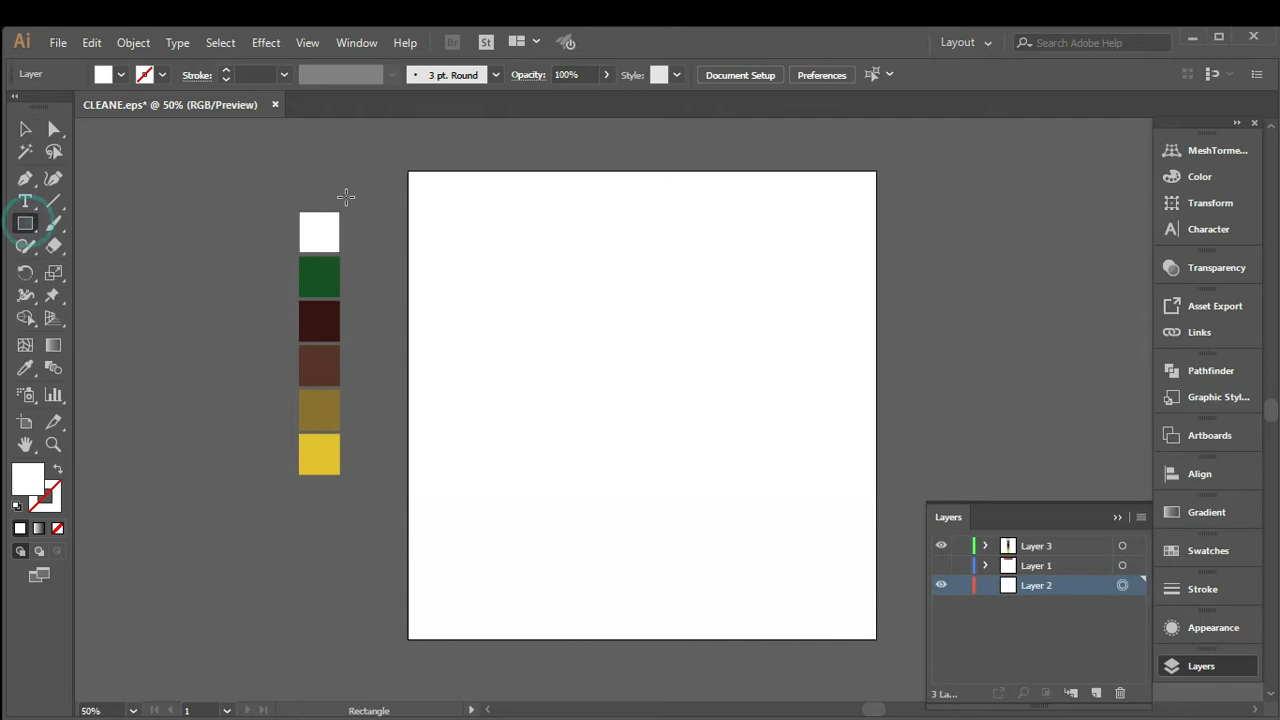 Ai File Edit Object Type Select Effect View Window Help Br St Layout Search Adobe Help
Layer Stroke: 3 pt. Round Opacity: 100% Style: Document Setup Preferences
CLEANE.eps* @ 50% (RGB/Preview)
MeshTorme...
Color
Transform
Character
Transparency
Asset Export
Links
Pathfinder
Graphic Styl...
Artboards
Align
Gradient
Swatches
Stroke
Appearance
Layers
Layers
Layer 3
Layer 1
Layer 2
3 La...
50% 1 Rectangle